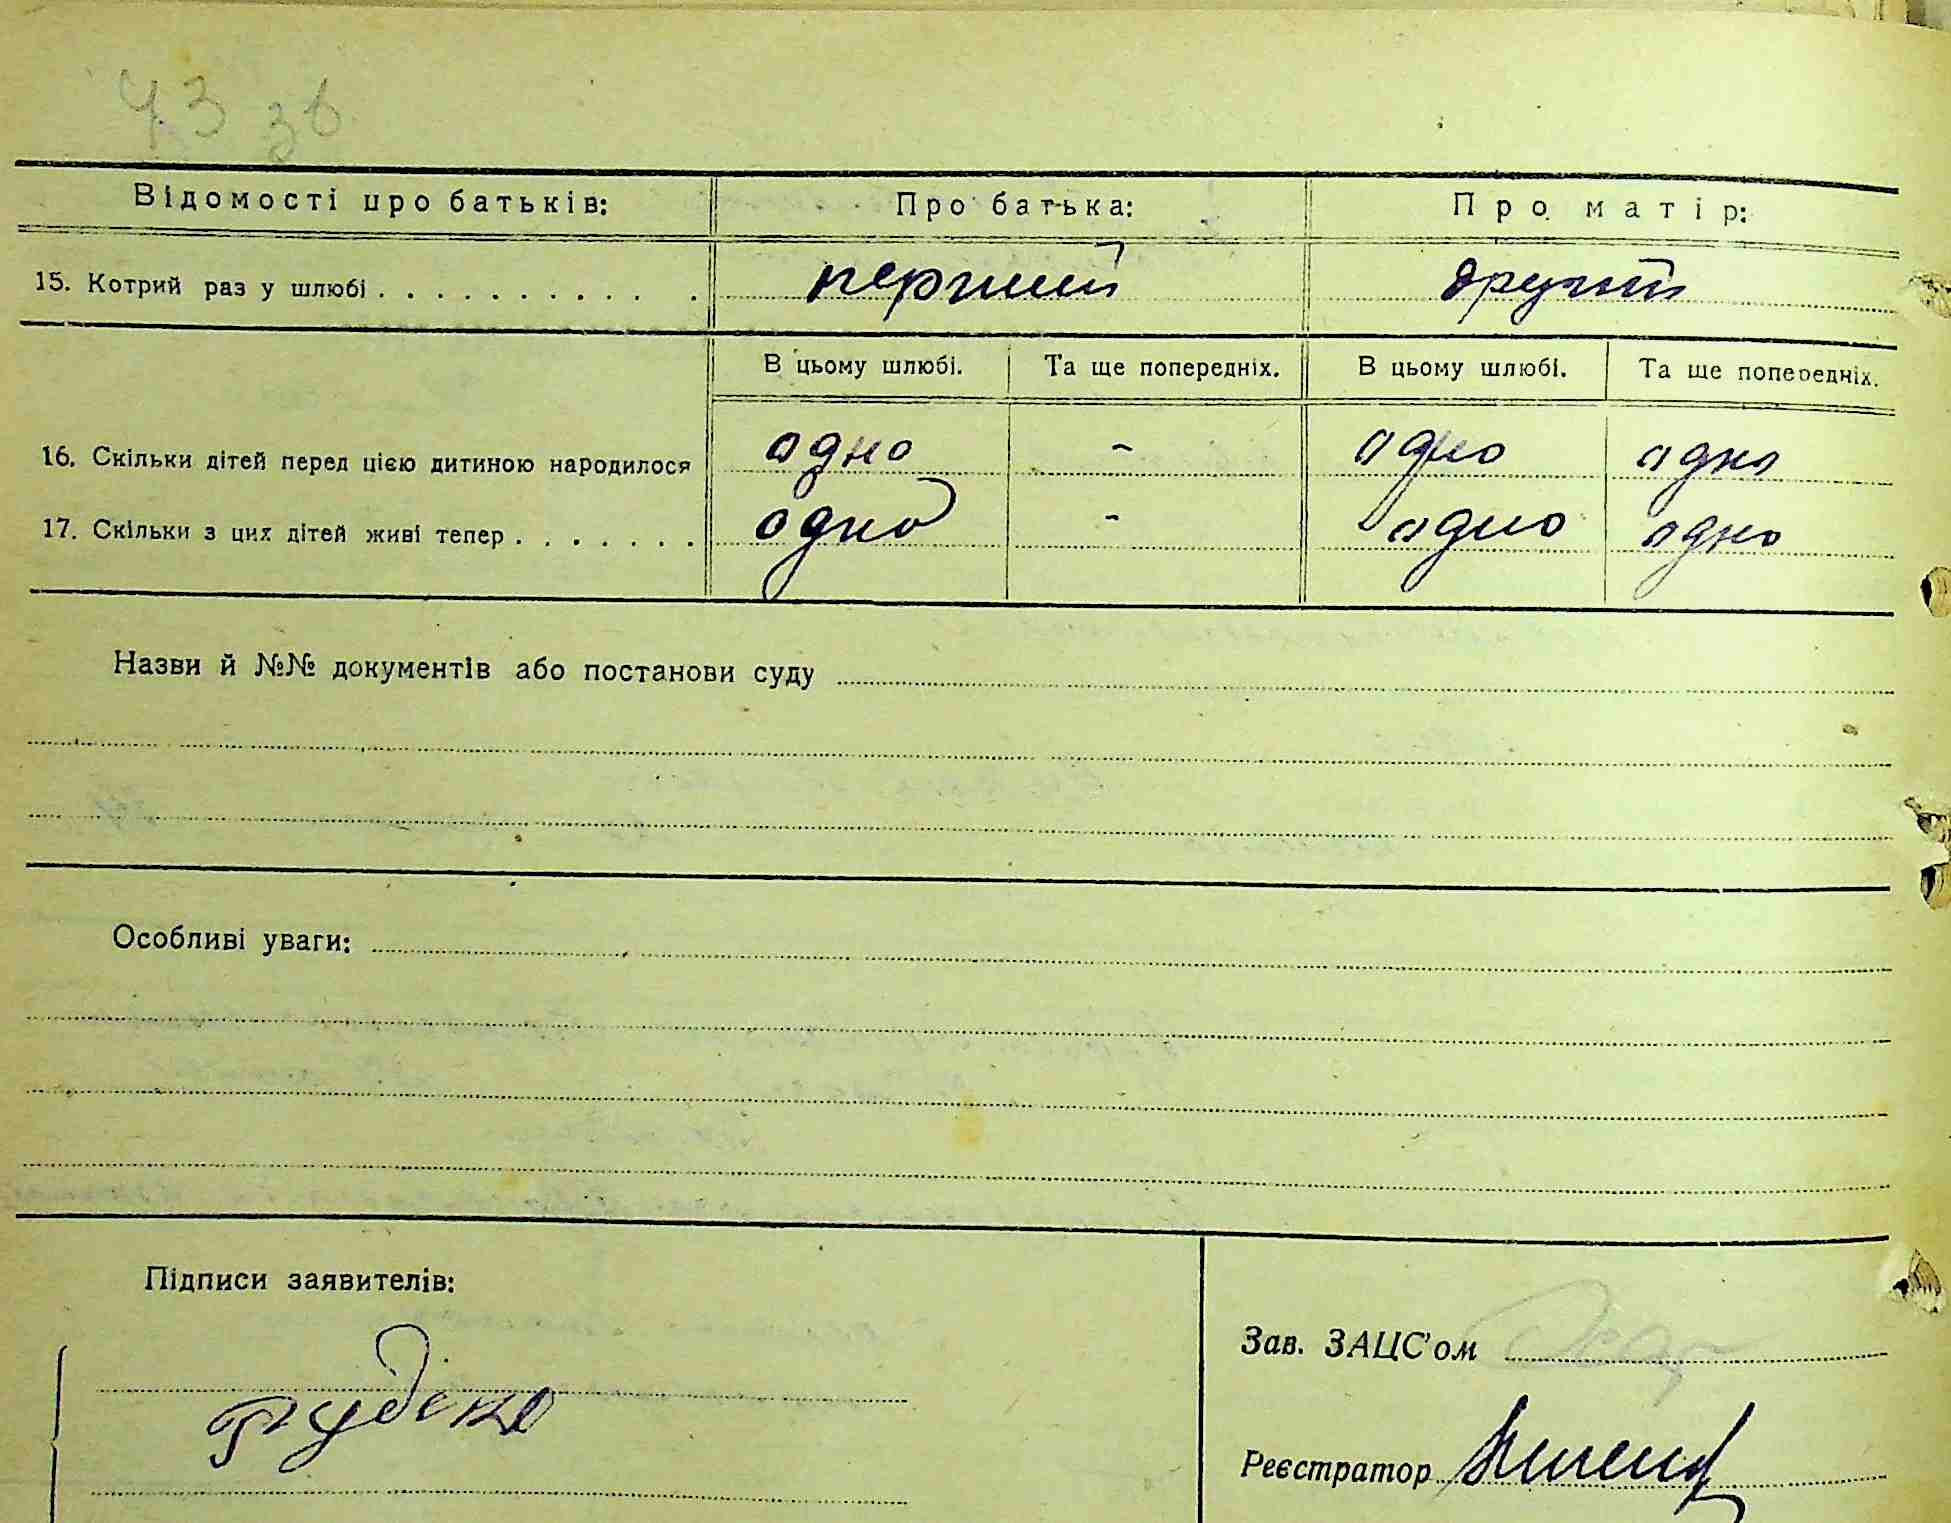 43 зв
Відомості про батьків: Про батька: Про матір:
15. Котрий раз у шлюбі . . . . . . . . . . . перший другий
В цьому шлюбі. Та ще попередніх. В цьому шлюбі. Та ще попередніх.
16. Скільки дітей перед цією дитиною народилося одно - одно одно
17. Скільки з цих дітей живі тепер . . . . . . . одно - одно одно
Назви й №№ документів або постанови суду
Особливі уваги:
Підписи заявителів:
Зав. ЗАЦС'ом
Рудек
Реєстратор